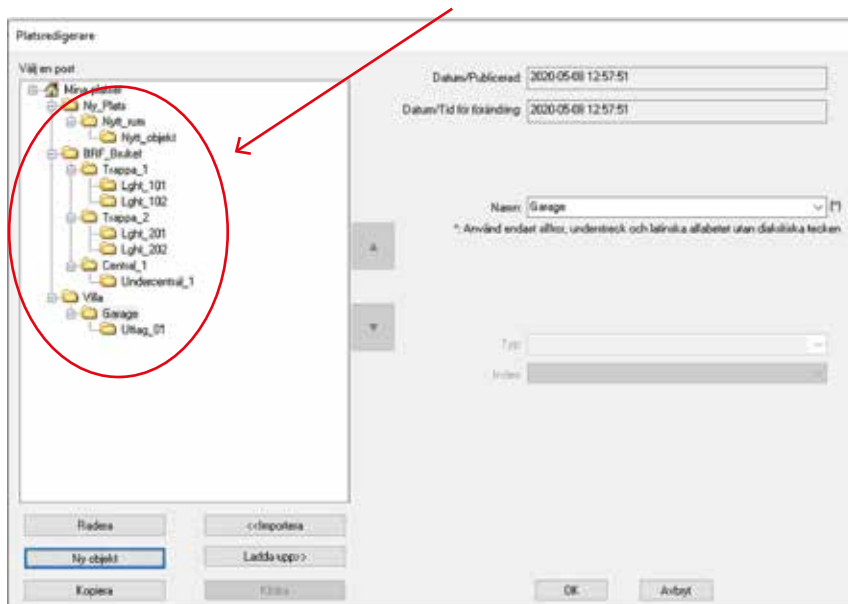 Platsredigerare
Välj en post
Mina platser
Ny_Plats
Nytt_rum
Nytt_objekt
BRF_Bruket
Trappa_1
Lght_101
Lght_102
Trappa_2
Lght_201
Lght_202
Central_1
Undercentral_1
Villa
Garage
Uttag_01
Datum/Publicerad: 2020-05-08 12:57:51
Datum/Tid för förändring: 2020-05-08 12:57:51
Namn: Garage (*)
*: Använd endast siffror, understreck och latinska alfabetet utan diakritiska tecken
Typ:
Index:
Radera <<Importera
Ny objekt Ladda upp>>
Kopiera Klistra
OK Avbryt